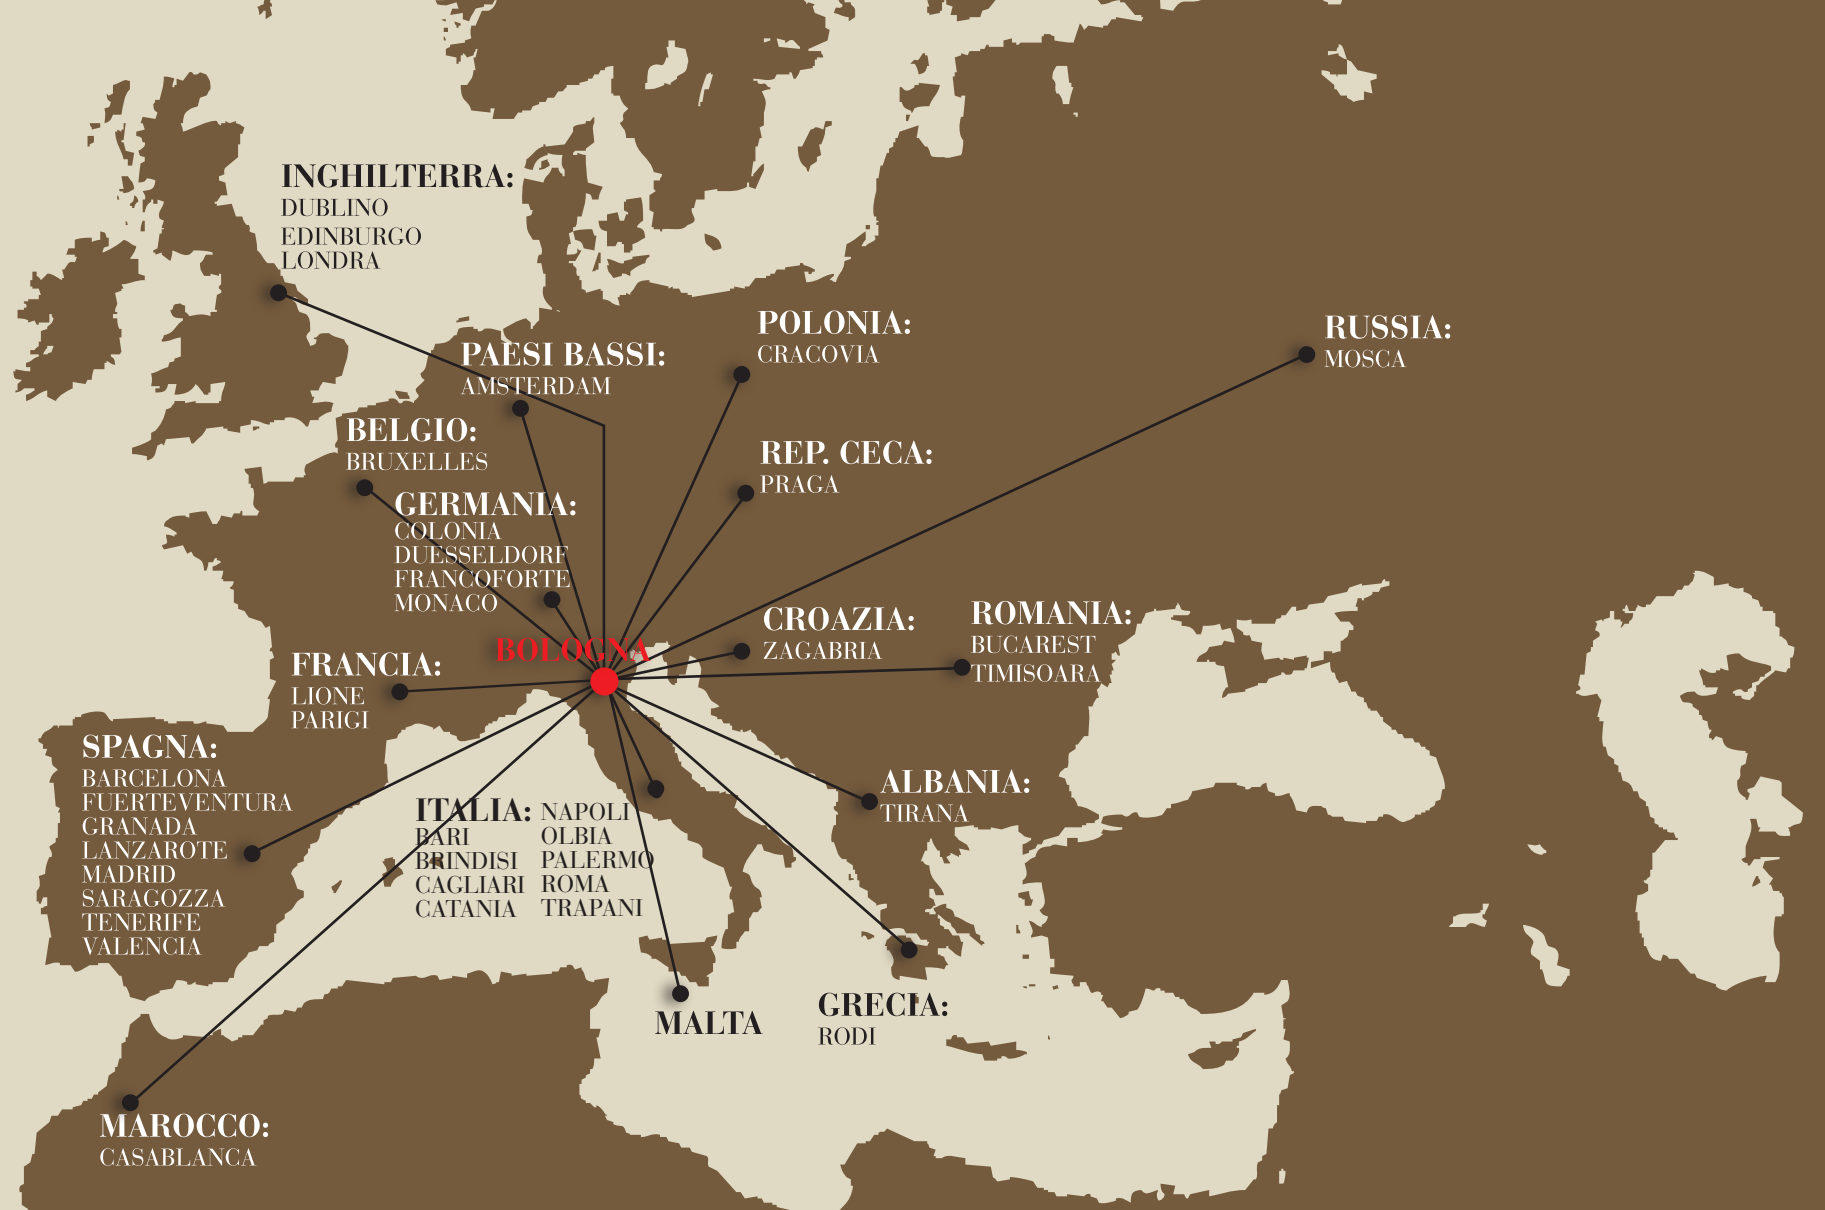 INGHILTERRA:
DUBLINO
EDINBURGO
LONDRA
PAESI BASSI:
AMSTERDAM
POLONIA:
CRACOVIA
RUSSIA:
MOSCA
BELGIO:
BRUXELLES
REP. CECA:
PRAGA
GERMANIA:
COLONIA
DUESSELDORF
FRANCOFORTE
MONACO
BOLOGNA
CROAZIA:
ZAGABRIA
ROMANIA:
BUCAREST
TIMISOARA
FRANCIA:
LIONE
PARIGI
SPAGNA:
BARCELONA
FUERTEVENTURA
GRANADA
LANZAROTE
MADRID
SARAGOZZA
TENERIFE
VALENCIA
ITALIA:
BARI
BRINDISI
CAGLIARI
CATANIA
NAPOLI
OLBIA
PALERMO
ROMA
TRAPANI
ALBANIA:
TIRANA
MALTA
GRECIA:
RODI
MAROCCO:
CASABLANCA